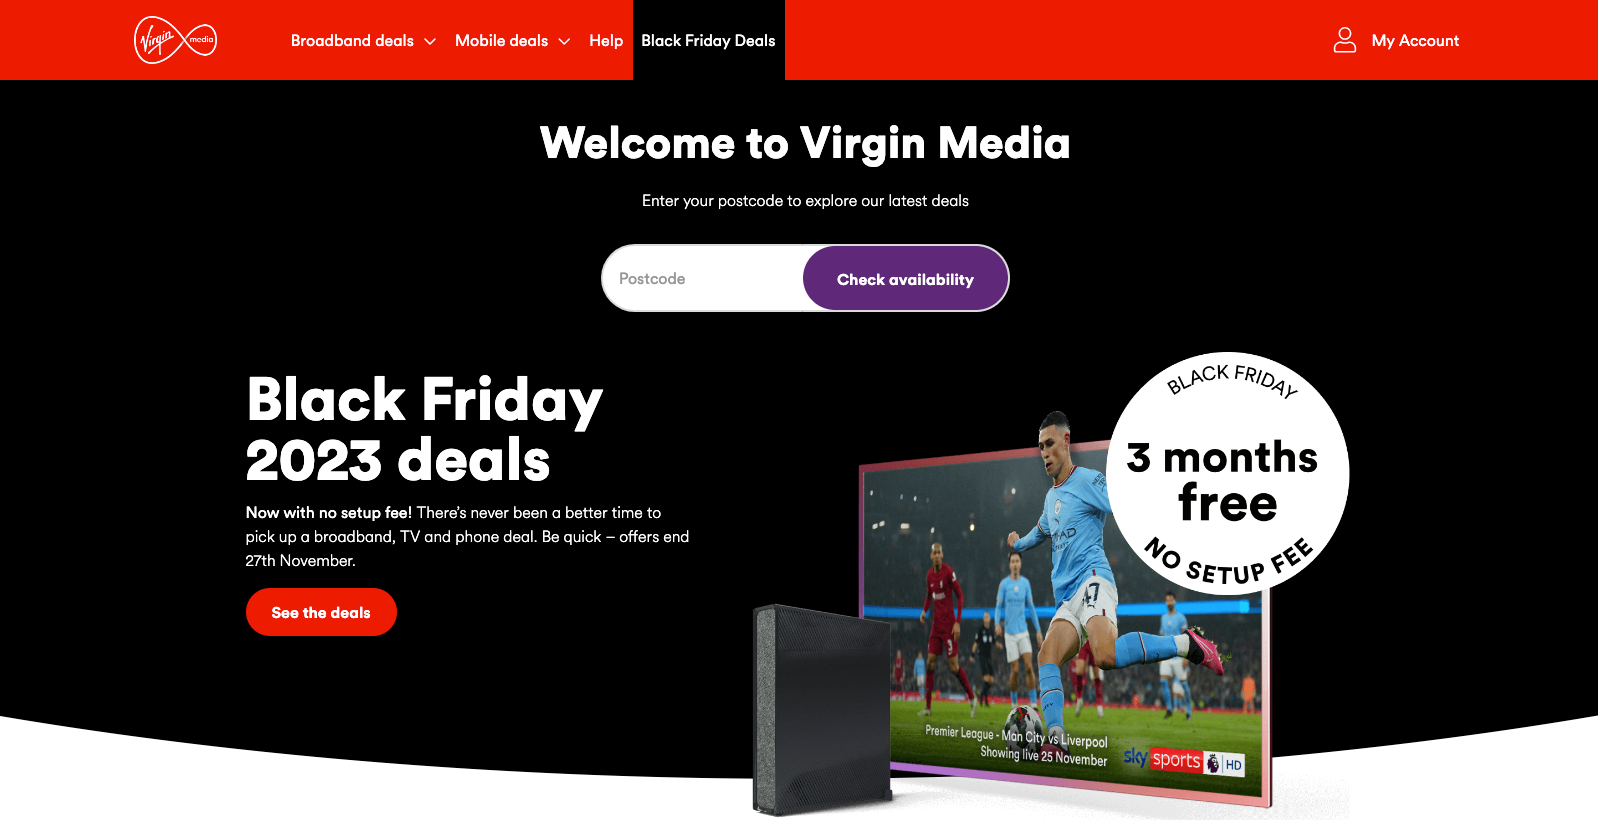 Virgin media
Broadband deals
Mobile deals
Help
Black Friday Deals
My Account
Welcome to Virgin Media
Enter your postcode to explore our latest deals
Postcode
Check availability
Black Friday
2023 deals
Now with no setup fee! There's never been a better time to
pick up a broadband, TV and phone deal. Be quick – offers end
27th November.
See the deals
BLACK FRIDAY
3 months
free
NO SETUP FEE
47
Premier League - Man City vs Liverpool
Showing live 25 November
sky sports HD